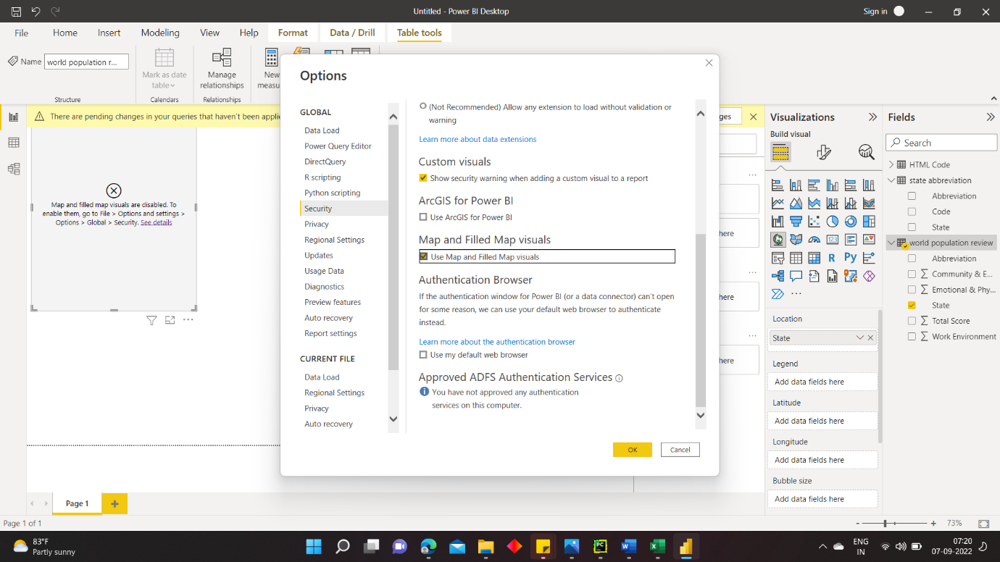 Untitled - Power BI Desktop
Sign in
File
Home
Insert
Modeling
View
Help
Format
Data / Drill
Table tools
Name
world population r...
Mark as date
table
Manage
relationships
New
measu
Structure
Calendars
Relationships
There are pending changes in your queries that haven't been applie
ges
Map and filled map visuals are disabled. To
enable them, go to File > Options and settings >
Options > Global > Security. See details
Options
GLOBAL
Data Load
Power Query Editor
DirectQuery
R scripting
Python scripting
Security
Privacy
Regional Settings
Updates
Usage Data
Diagnostics
Preview features
Auto recovery
Report settings
CURRENT FILE
Data Load
Regional Settings
Privacy
Auto recovery
(Not Recommended) Allow any extension to load without validation or
warning
Learn more about data extensions
Custom visuals
Show security warning when adding a custom visual to a report
ArcGIS for Power BI
Use ArcGIS for Power BI
Map and Filled Map visuals
Use Map and Filled Map visuals
Authentication Browser
If the authentication window for Power BI (or a data connector) can't open
for some reason, we can use your default web browser to authenticate
instead.
Learn more about the authentication browser
Use my default web browser
Approved ADFS Authentication Services
You have not approved any authentication
services on this computer.
OK
Cancel
here
here
here
Visualizations
Build visual
123
R
Py
Location
State
Legend
Add data fields here
Latitude
Add data fields here
Longitude
Add data fields here
Bubble size
Add data fields here
Fields
Search
HTML Code
state abbreviation
Abbreviation
Code
State
world population review
Abbreviation
Community & E...
Emotional & Phy...
State
Total Score
Work Environment
Page 1
Page 1 of 1
73%
83°F
Partly sunny
ENG
IN
07:20
07-09-2022